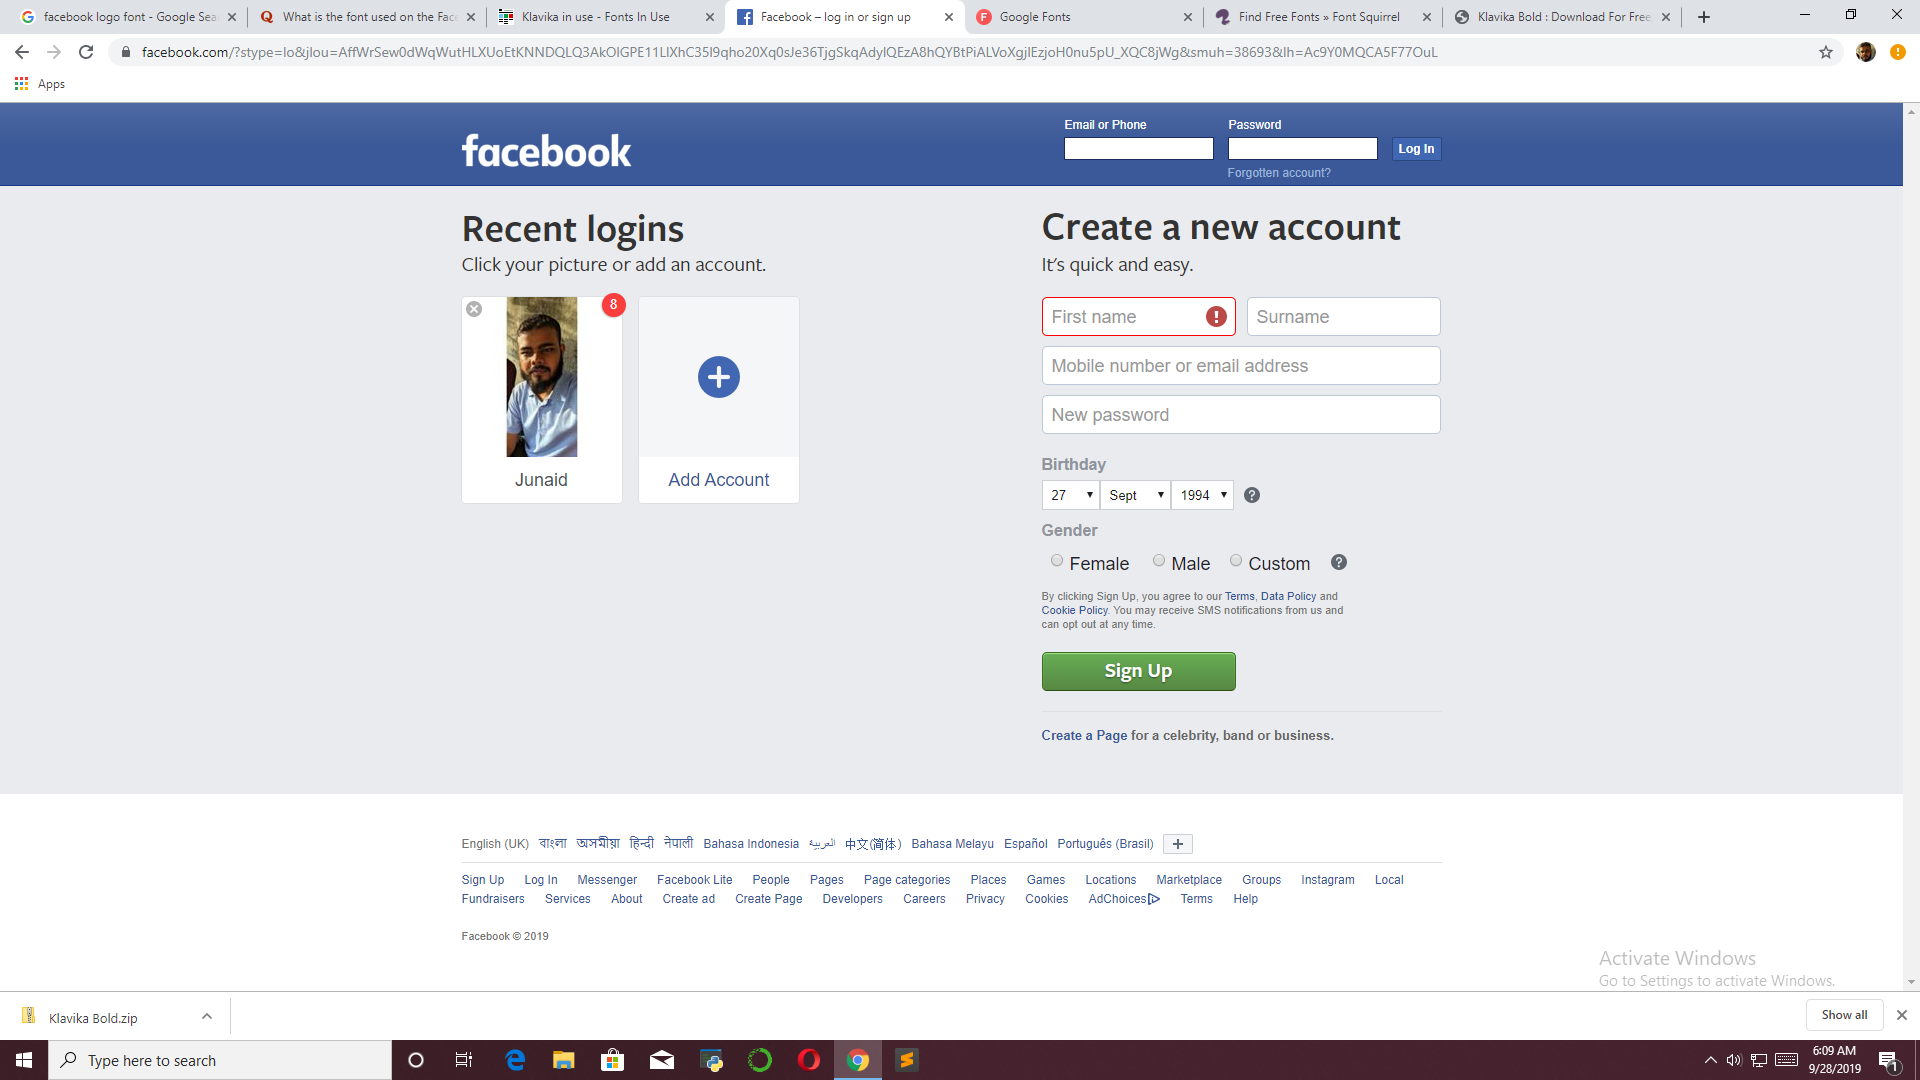 facebook logo font - Google Sea
What is the font used on the Face
Klavika in use - Fonts In Use
Facebook – log in or sign up
Google Fonts
Find Free Fonts » Font Squirrel
Klavika Bold : Download For Free
facebook.com
Apps
facebook
Email or Phone
Password
Log In
Forgotten account?
Recent logins
Click your picture or add an account.
8
Junaid
Add Account
Create a new account
It's quick and easy.
First name
Surname
Mobile number or email address
New password
Birthday
27 Sept 1994
Gender
Female Male Custom
By clicking Sign Up, you agree to our Terms, Data Policy and
Cookie Policy. You may receive SMS notifications from us and
can opt out at any time.
Sign Up
Create a Page for a celebrity, band or business.
English (UK) বাংলা অসমীয়া हिन्दी नेपाली Bahasa Indonesia العربية 中文(简体) Bahasa Melayu Español Português (Brasil)
Sign Up Log In Messenger Facebook Lite People Pages Page categories Places Games Locations Marketplace Groups Instagram Local
Fundraisers Services About Create ad Create Page Developers Careers Privacy Cookies AdChoices Terms Help
Facebook © 2019
Activate Windows
Go to Settings to activate Windows.
Klavika Bold.zip
Show all
Type here to search
6:09 AM
9/28/2019
1